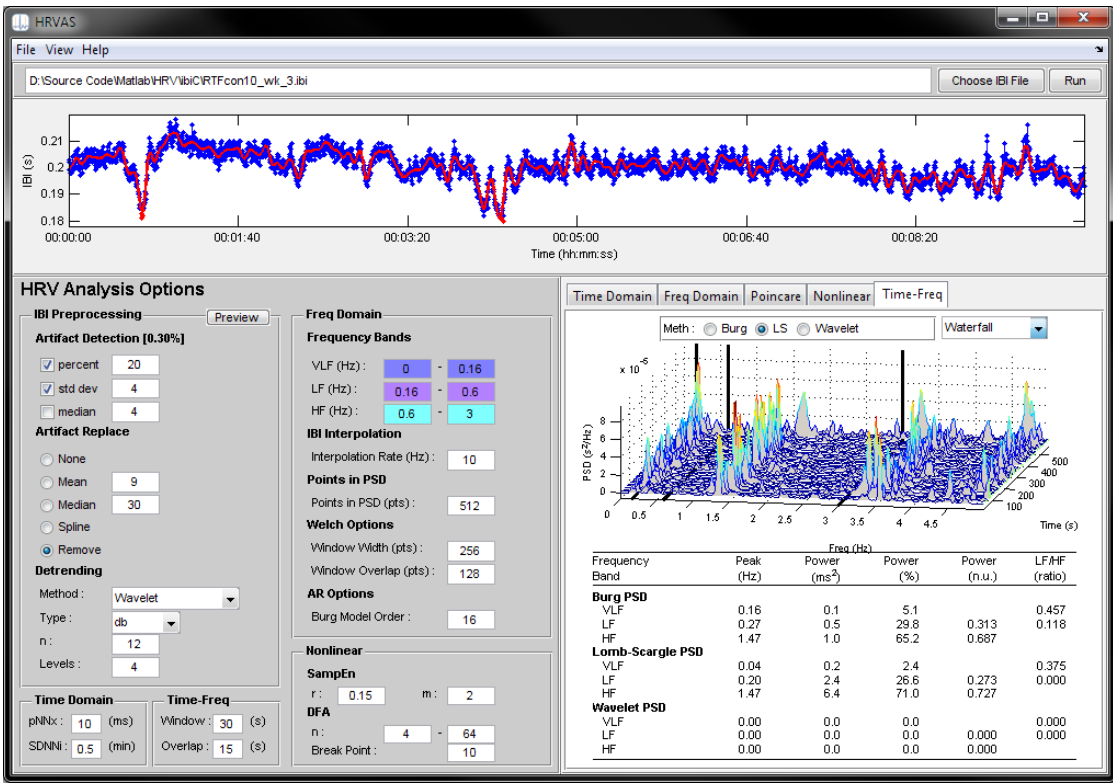 HRVAS
File View Help
D:\Source Code\Matlab\HRV\ibiC\RTFcon10_wk_3.ibi
Choose IBI File
Run
IBI (s)
0.21
0.2
0.19
0.18
00:00:00 00:01:40 00:03:20 00:05:00 00:06:40 00:08:20
Time (hh:mm:ss)
HRV Analysis Options
IBI Preprocessing
Preview
Artifact Detection [0.30%]
percent 20
std dev 4
median 4
Artifact Replace
None
Mean 9
Median 30
Spline
Remove
Detrending
Method : Wavelet
Type : db
n : 12
Levels : 4
Time Domain
pNNx : 10 (ms)
SDNNi : 0.5 (min)
Time-Freq
Window : 30 (s)
Overlap : 15 (s)
Freq Domain
Frequency Bands
VLF (Hz) : 0 - 0.16
LF (Hz) : 0.16 - 0.6
HF (Hz) : 0.6 - 3
IBI Interpolation
Interpolation Rate (Hz) : 10
Points in PSD
Points in PSD (pts) : 512
Welch Options
Window Width (pts) : 256
Window Overlap (pts) : 128
AR Options
Burg Model Order : 16
Nonlinear
SampEn
r : 0.15 m : 2
DFA
n : 4 - 64
Break Point : 10
Time Domain Freq Domain Poincare Nonlinear Time-Freq
Meth : Burg LS Wavelet
Waterfall
x 10⁻⁵
PSD (s²/Hz)
8
6
4
2
0
0 0.5 1 1.5 2 2.5 3 3.5 4 4.5
100 200 300 400 500
Time (s)
Freq (Hz)
Frequency Peak Power Power Power LF/HF
Band (Hz) (ms²) (%) (n.u.) (ratio)
Burg PSD
VLF 0.16 0.1 5.1 0.457
LF 0.27 0.5 29.8 0.313 0.118
HF 1.47 1.0 65.2 0.687
Lomb-Scargle PSD
VLF 0.04 0.2 2.4 0.375
LF 0.20 2.4 26.6 0.273 0.000
HF 1.47 6.4 71.0 0.727
Wavelet PSD
VLF 0.00 0.0 0.0 0.000
LF 0.00 0.0 0.0 0.000 0.000
HF 0.00 0.0 0.0 0.000